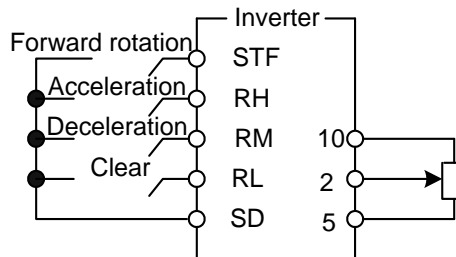 Inverter
Forward rotation STF
Acceleration RH
Deceleration RM 10
Clear RL 2
SD 5